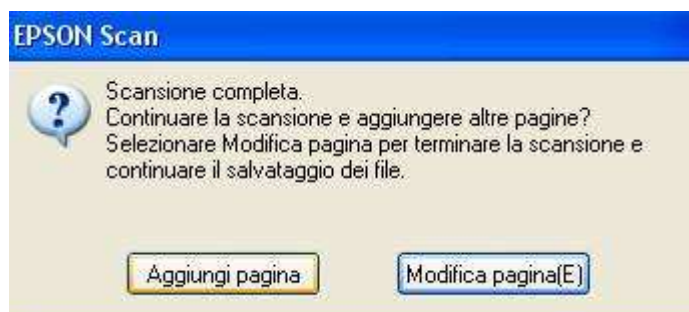 EPSON Scan
Scansione completa.
Continuare la scansione e aggiungere altre pagine?
Selezionare Modifica pagina per terminare la scansione e
continuare il salvataggio dei file.
Aggiungi pagina
Modifica pagina(E)